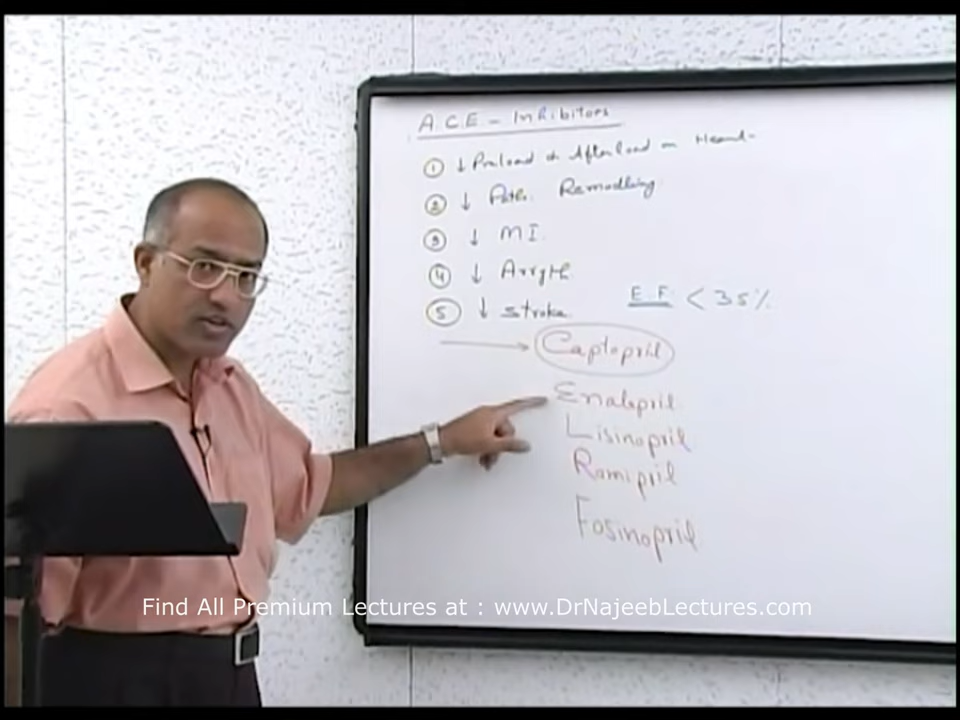 A.C.E - Inhibitors
① ↓ Preload & Afterload on Heart
② ↓ Path. Remodling
③ ↓ MI
④ ↓ Arryth
⑤ ↓ Stroke
E.F. < 35%
→ Captopril
Enalapril
Lisinopril
Ramipril
Fosinopril
Find All Premium Lectures at : www.DrNajeebLectures.com